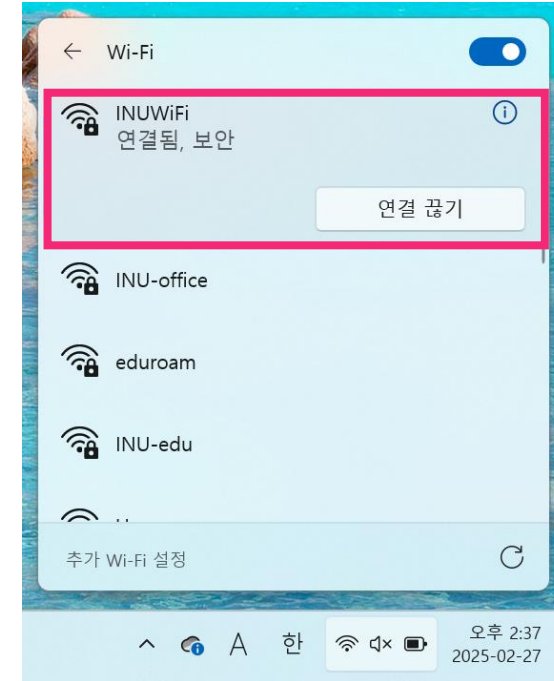 Wi-Fi
INUWiFi
연결됨, 보안
연결 끊기
INU-office
eduroam
INU-edu
추가 Wi-Fi 설정
A 한
오후 2:37
2025-02-27